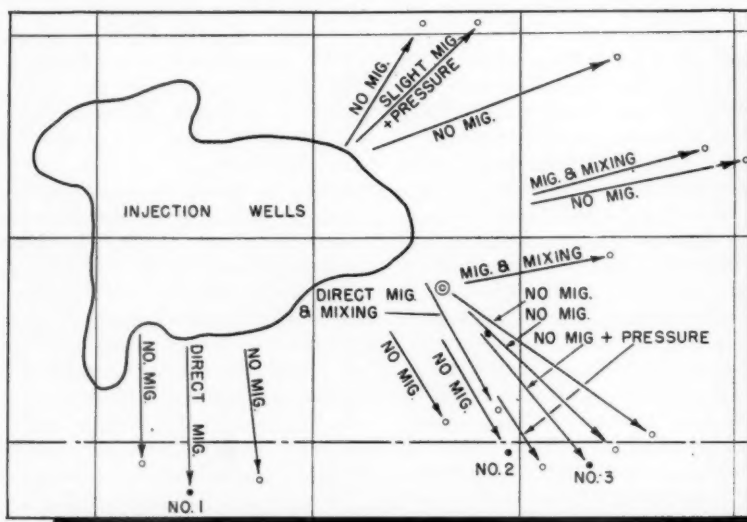 NO MIG.
SLIGHT MIG.
+PRESSURE
NO MIG.
MIG. & MIXING
NO MIG.
INJECTION WELLS
MIG. & MIXING
DIRECT MIG.
& MIXING
©
NO MIG.
NO MIG.
NO MIG + PRESSURE
NO. MIG.
DIRECT MIG.
NO MIG.
NO MIG.
NO MIG.
NO. 1
NO. 2
NO. 3